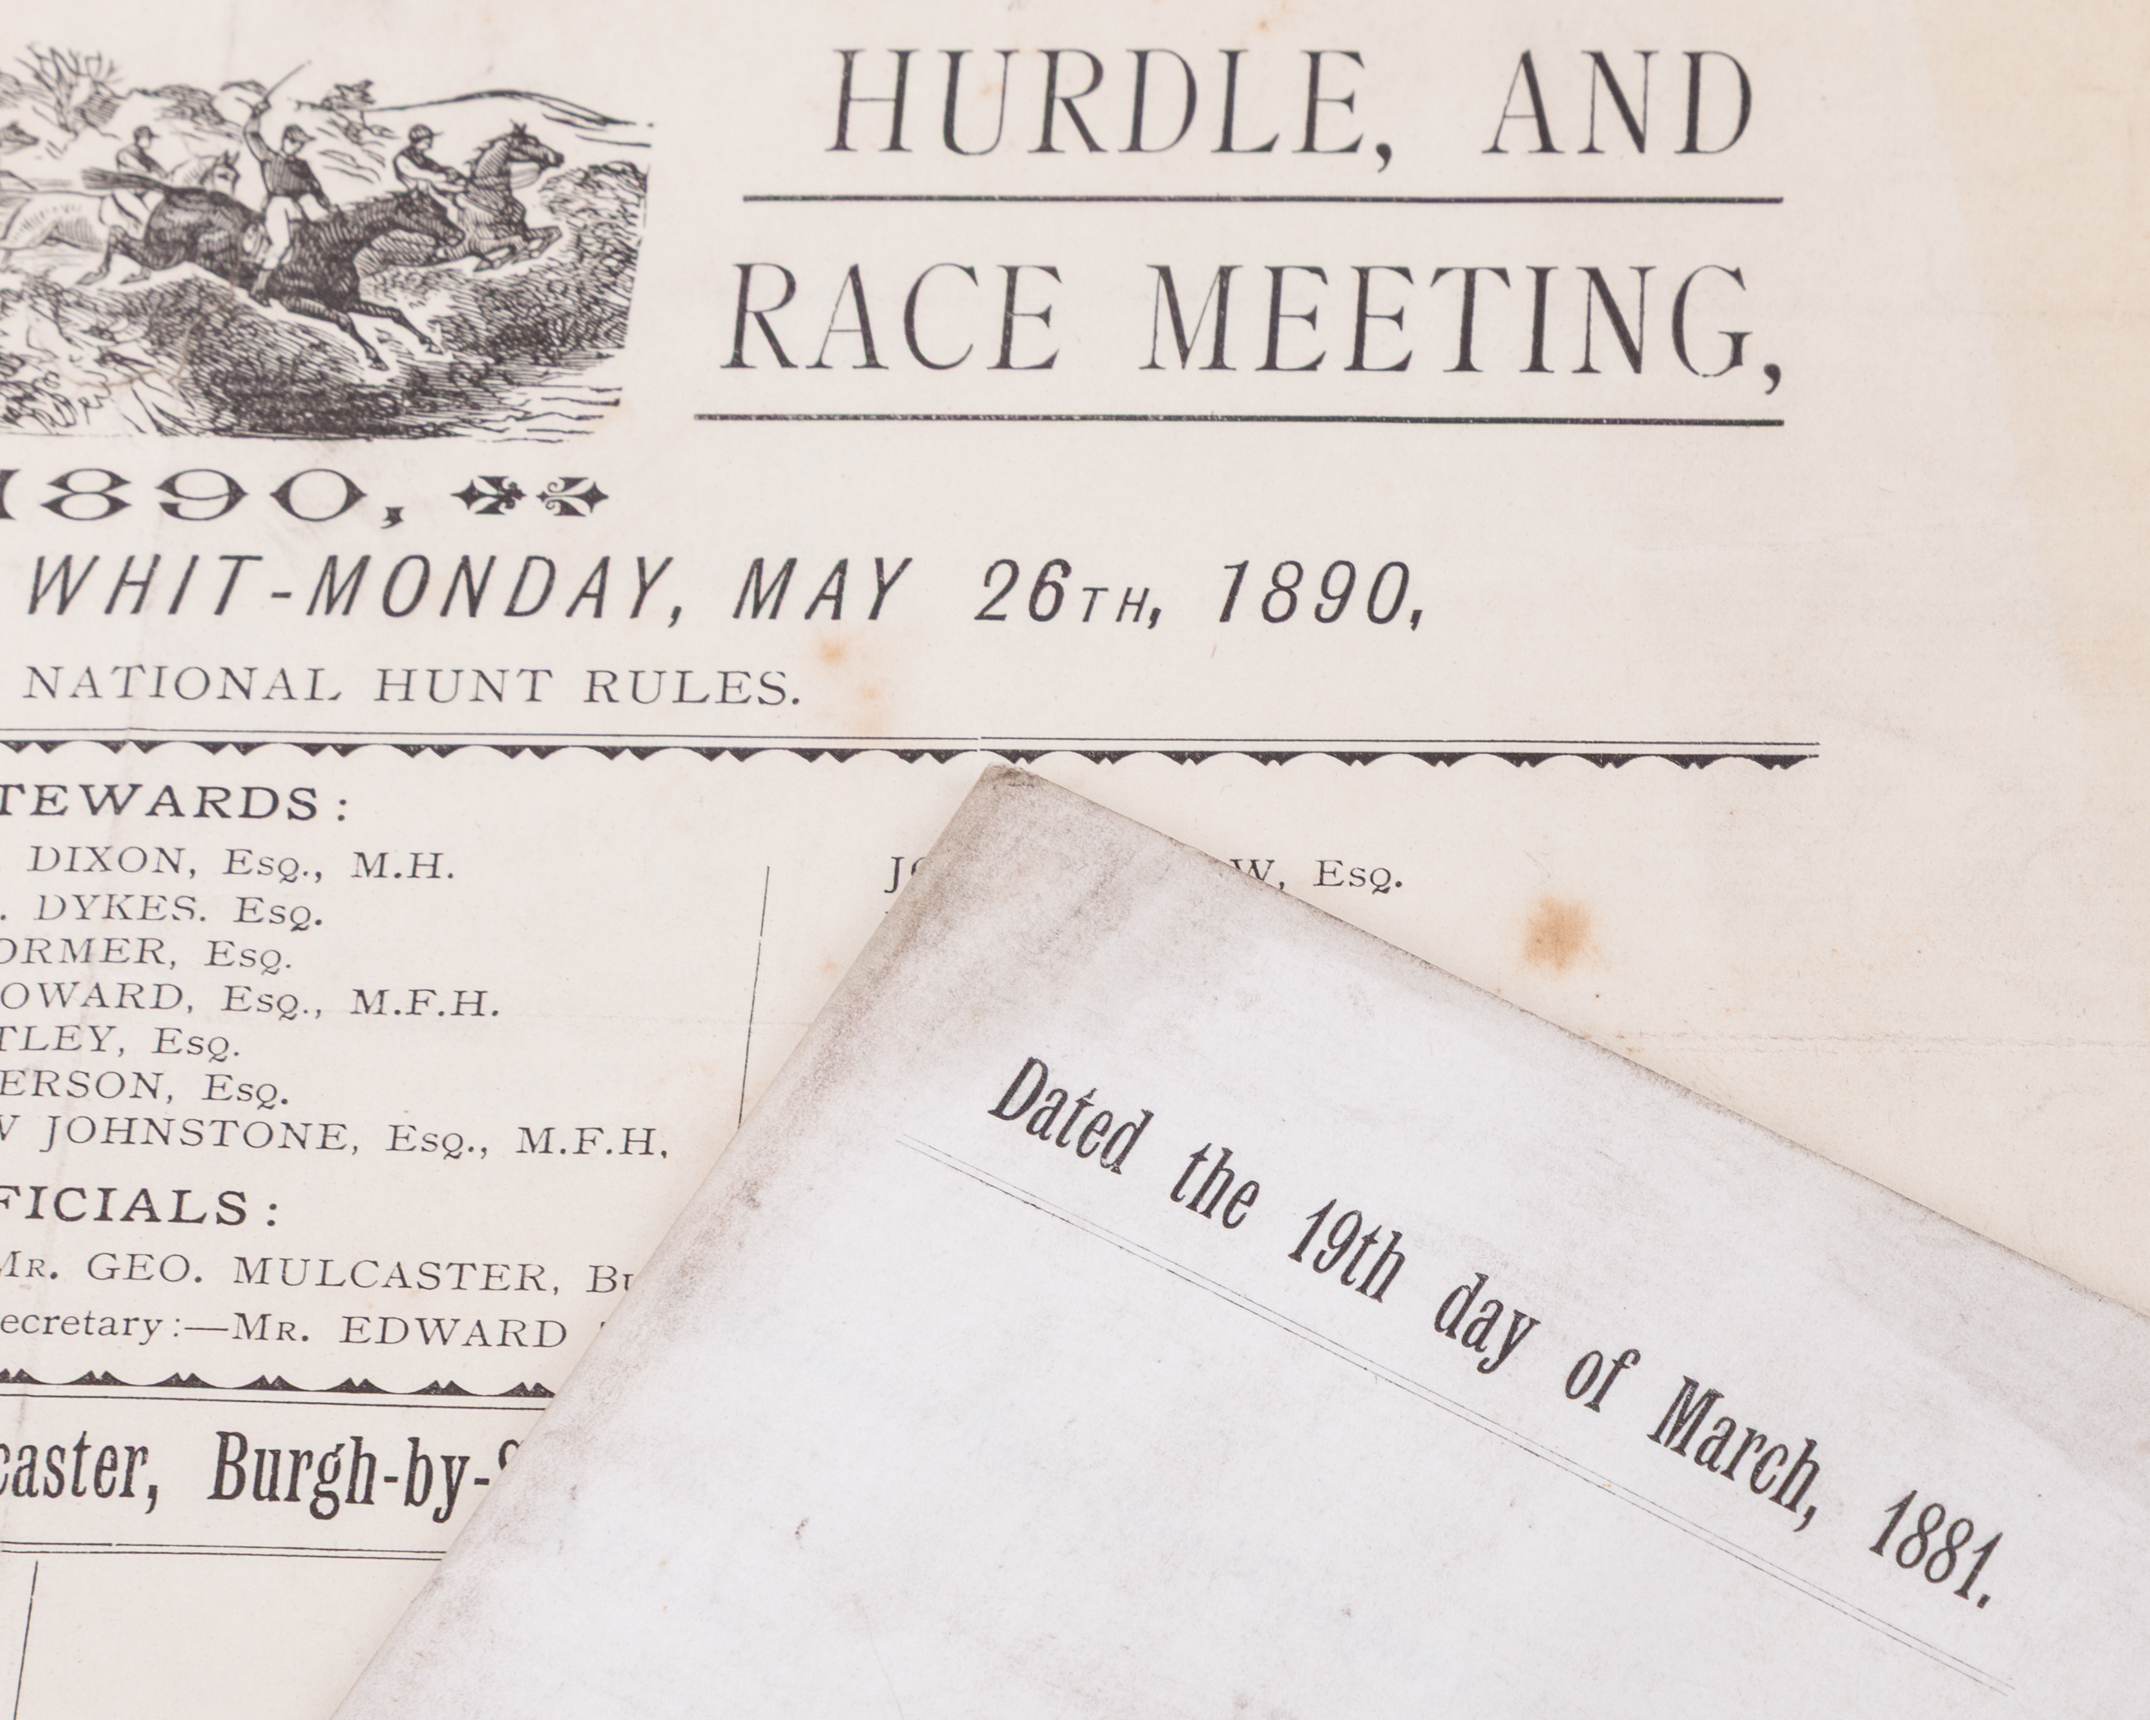 HURDLE, AND
RACE MEETING,
1890,
WHIT-MONDAY, MAY 26TH, 1890,
NATIONAL HUNT RULES.
TEWARDS:
DIXON, Esq., M.H.
. DYKES. Esq.
ORMER, Esq.
OWARD, Esq., M.F.H.
TLEY, Esq.
ERSON, Esq.
W JOHNSTONE, Esq., M.F.H.
W, Esq.
FICIALS:
Mr. GEO. MULCASTER,
ecretary:—Mr. EDWARD
caster, Burgh-by-
Dated the 19th day of March, 1881.